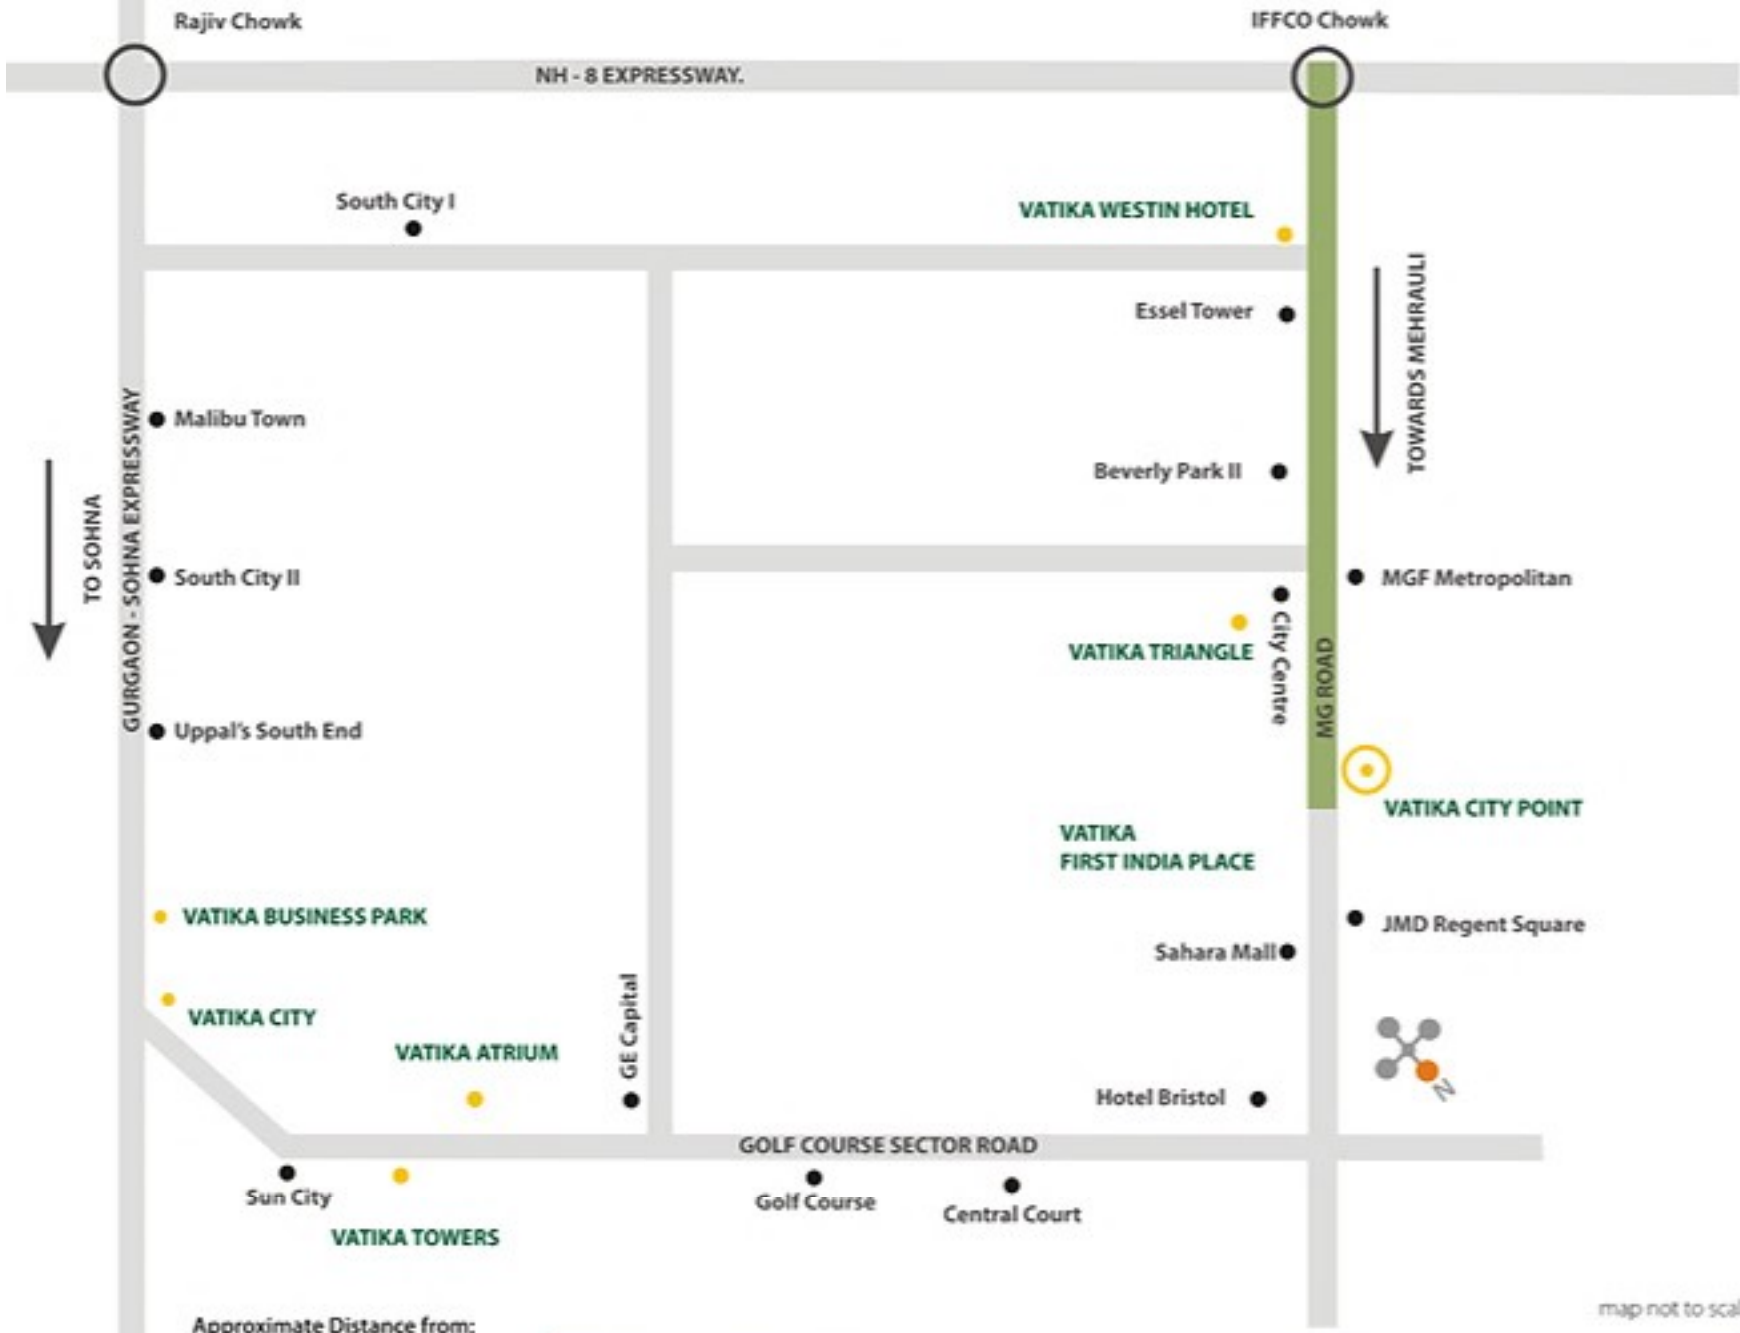 Rajiv Chowk
IFFCO Chowk
NH - 8 EXPRESSWAY.
South City I
VATIKA WESTIN HOTEL
Essel Tower
TOWARDS MEHRAULI
Malibu Town
Beverly Park II
TO SOHNA
GURGAON - SOHNA EXPRESSWAY
South City II
MGF Metropolitan
City Centre
VATIKA TRIANGLE
MG ROAD
Uppal's South End
VATIKA CITY POINT
VATIKA
FIRST INDIA PLACE
VATIKA BUSINESS PARK
JMD Regent Square
Sahara Mall
VATIKA CITY
GE Capital
VATIKA ATRIUM
N
Hotel Bristol
GOLF COURSE SECTOR ROAD
Sun City
Golf Course
Central Court
VATIKA TOWERS
map not to scal
Approximate Distance from: